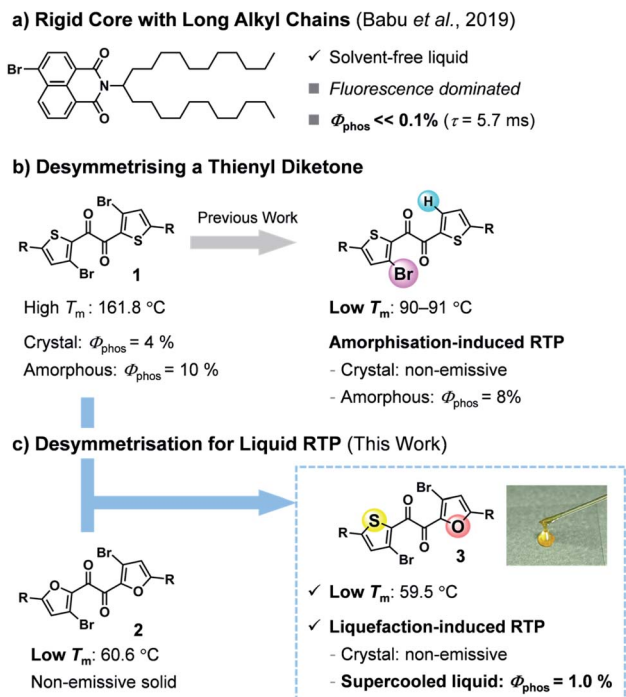 a) Rigid Core with Long Alkyl Chains (Babu et al., 2019)
Br
O
N
O
✓ Solvent-free liquid
■ Fluorescence dominated
■ Φphos << 0.1% (τ = 5.7 ms)
b) Desymmetrising a Thienyl Diketone
Br
S
O
R
R
O
S
Br
1
Previous Work
H
S
O
R
R
O
S
Br
High Tm : 161.8 °C
Crystal: Φphos = 4 %
Amorphous: Φphos = 10 %
Low Tm: 90–91 °C
Amorphisation-induced RTP
- Crystal: non-emissive
- Amorphous: Φphos = 8%
c) Desymmetrisation for Liquid RTP (This Work)
Br
O
O
R
R
O
O
Br
2
Low Tm: 60.6 °C
Non-emissive solid
Br
S
O
R
R
O
O
Br
3
✓ Low Tm: 59.5 °C
✓ Liquefaction-induced RTP
- Crystal: non-emissive
- Supercooled liquid: Φphos = 1.0 %